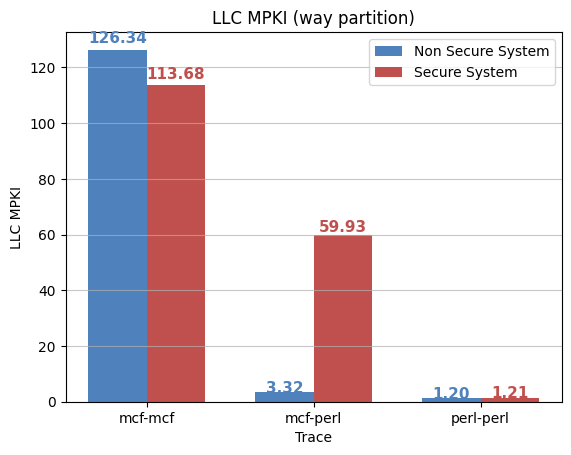 LLC MPKI (way partition)
Non Secure System
Secure System
126.34
113.68
3.32
59.93
1.20
1.21
120
100
80
60
40
20
0
LLC MPKI
mcf-mcf
mcf-perl
perl-perl
Trace